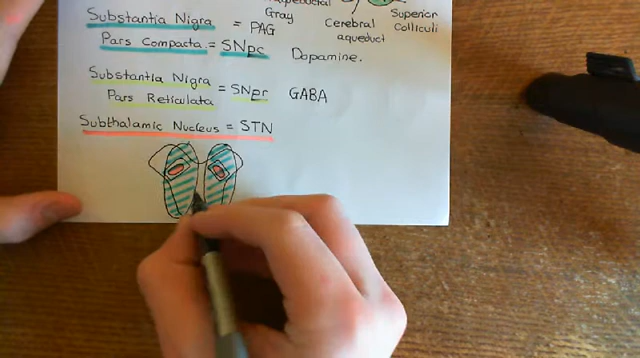 Gray
Superior
Substantia Nigra = PAG
Cerebral
Colliculi
aqueduct
Pars Compacta = SNpc Dopamine.
Substantia Nigra
= SNpr GABA
Pars Reticulata
Subthalamic Nucleus = STN